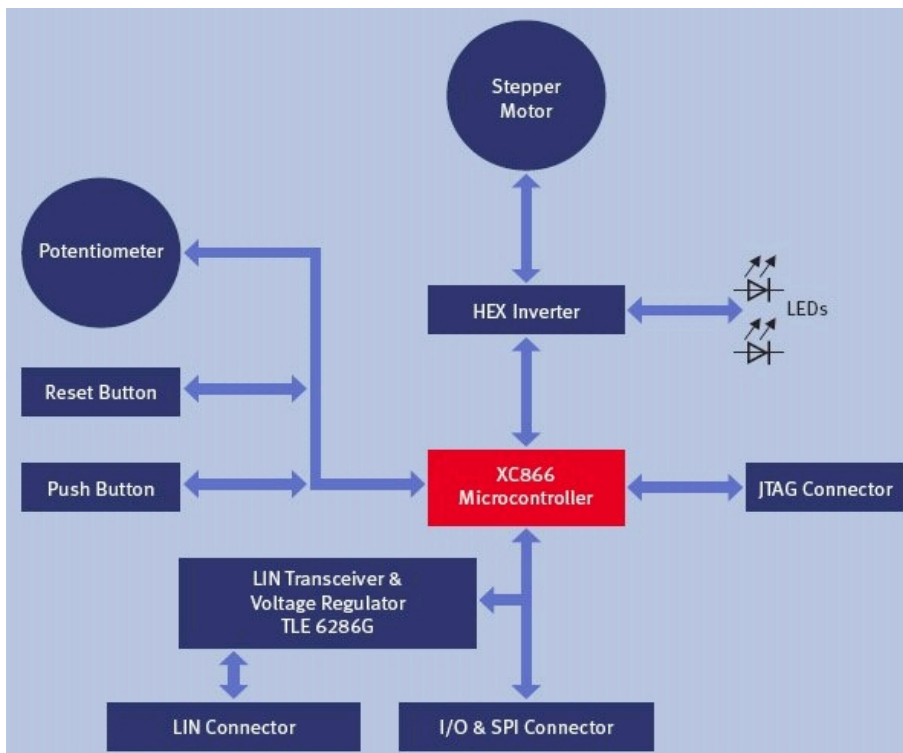 Stepper
Motor
Potentiometer
HEX Inverter
LEDs
Reset Button
Push Button
XC866
Microcontroller
JTAG Connector
LIN Transceiver &
Voltage Regulator
TLE 6286G
LIN Connector
I/O & SPI Connector